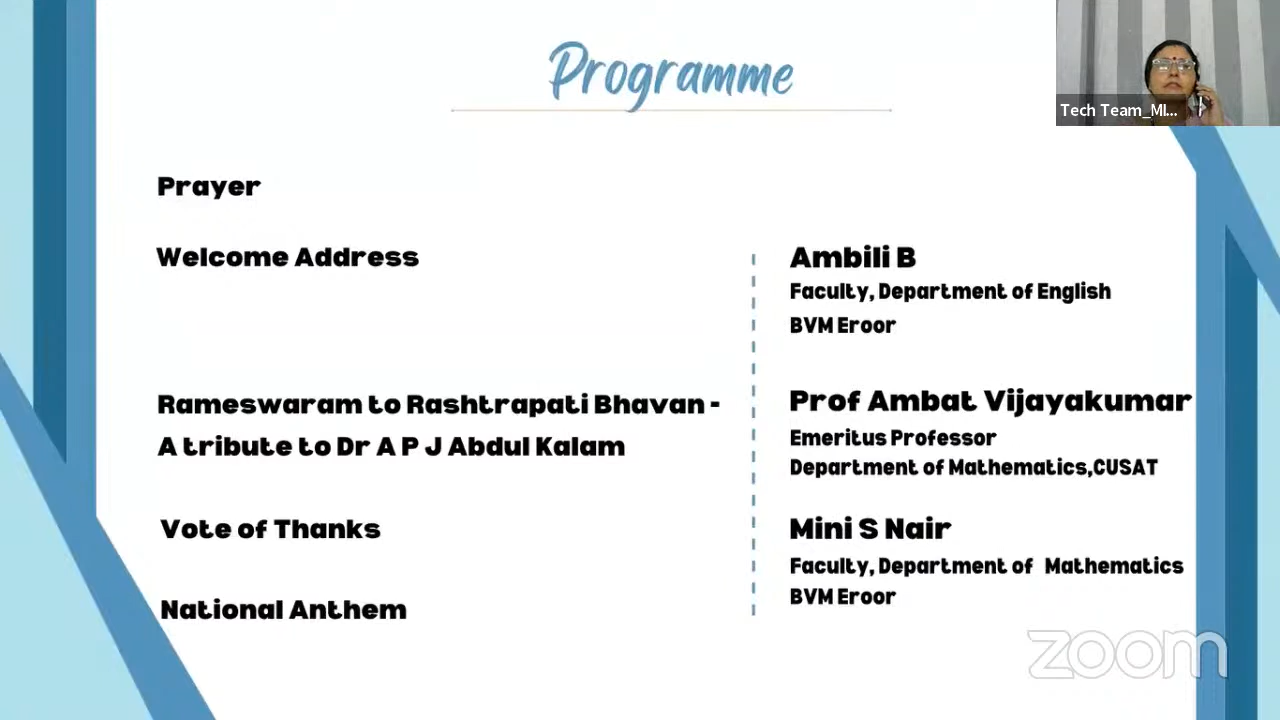 Programme
Tech Team_MI...
Prayer
Welcome Address
Ambili B
Faculty, Department of English
BVM Eroor
Rameswaram to Rashtrapati Bhavan -
A tribute to Dr A P J Abdul Kalam
Prof Ambat Vijayakumar
Emeritus Professor
Department of Mathematics,CUSAT
Vote of Thanks
Mini S Nair
Faculty, Department of Mathematics
BVM Eroor
National Anthem
zoom